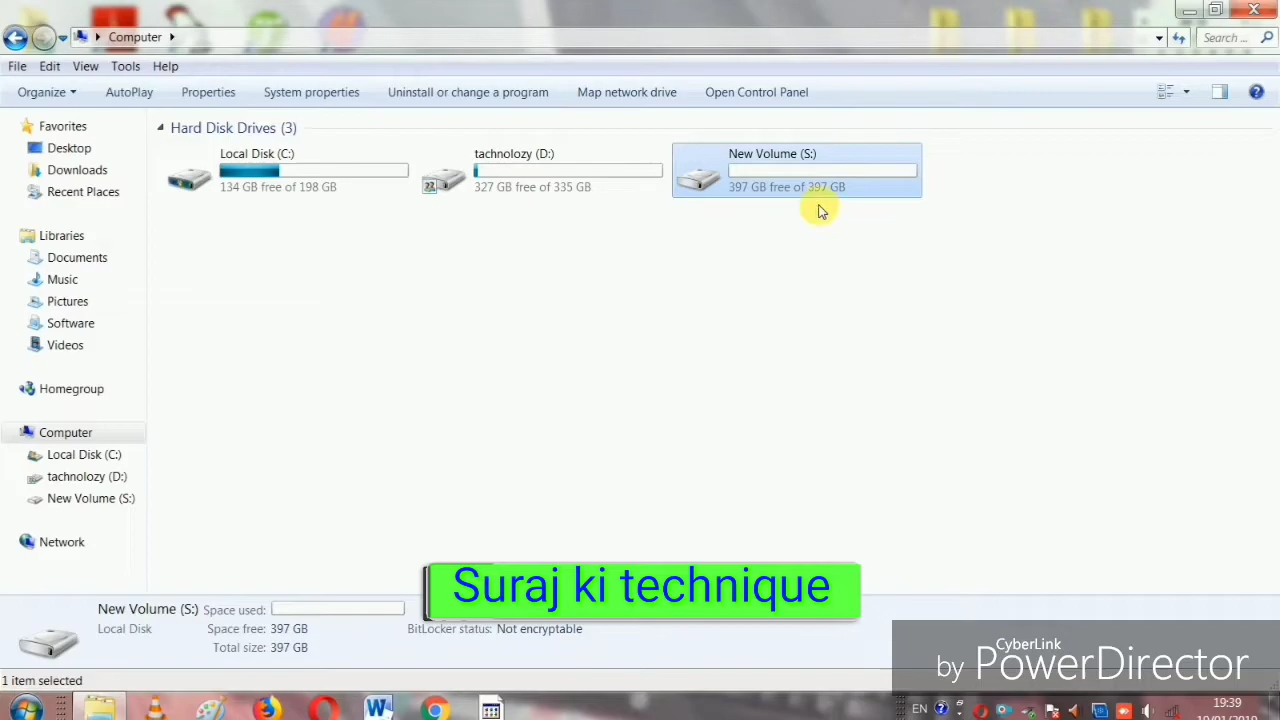 Computer
Search ...
File Edit View Tools Help
Organize AutoPlay Properties System properties Uninstall or change a program Map network drive Open Control Panel
Favorites
Desktop
Downloads
Recent Places
Libraries
Documents
Music
Pictures
Software
Videos
Homegroup
Computer
Local Disk (C:)
tachnolozy (D:)
New Volume (S:)
Network
Hard Disk Drives (3)
Local Disk (C:)
134 GB free of 198 GB
tachnolozy (D:)
327 GB free of 335 GB
New Volume (S:)
397 GB free of 397 GB
Suraj ki technique
New Volume (S:) Space used:
Local Disk Space free: 397 GB BitLocker status: Not encryptable
Total size: 397 GB
1 item selected
CyberLink
by PowerDirector
EN
19:39
19/01/2019